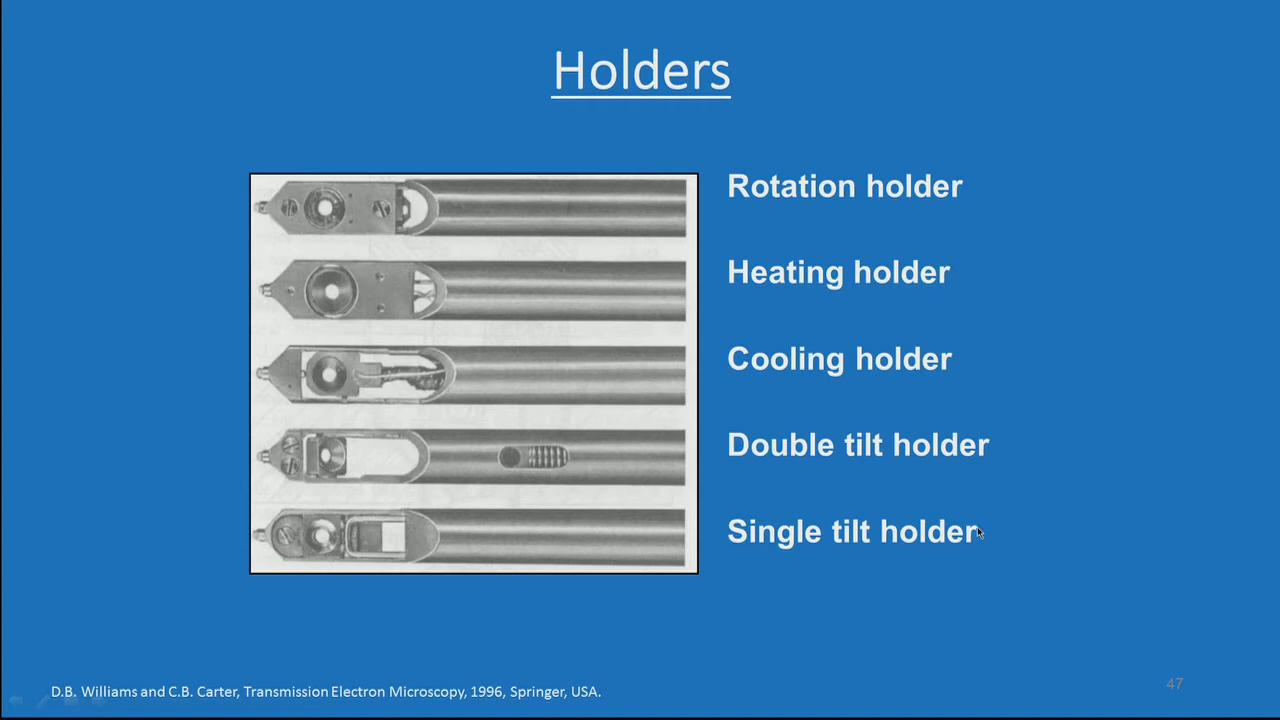 Holders
Rotation holder
Heating holder
Cooling holder
Double tilt holder
Single tilt holder
D.B. Williams and C.B. Carter, Transmission Electron Microscopy, 1996, Springer, USA.
47